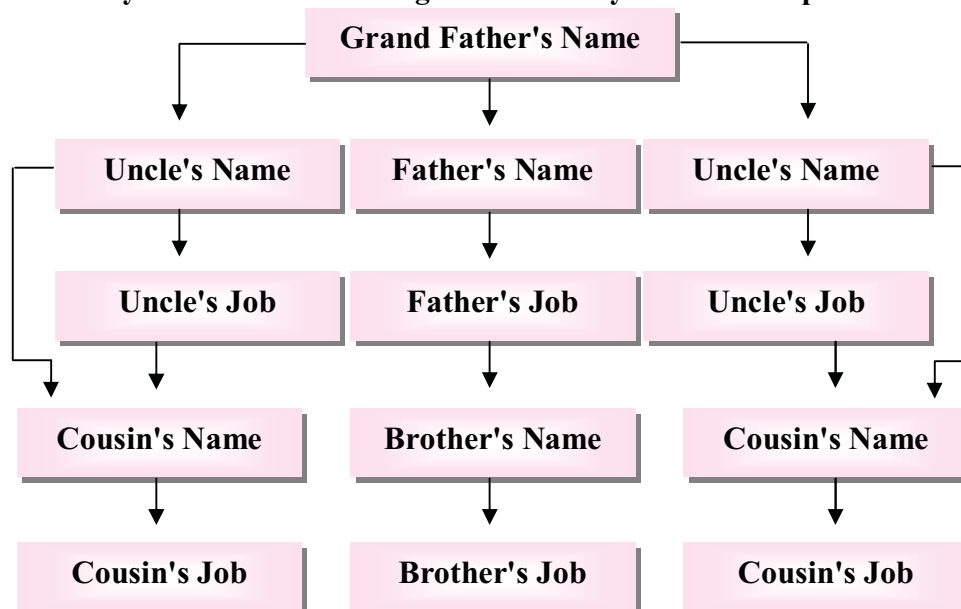 Grand Father's Name
Uncle's Name Father's Name Uncle's Name
Uncle's Job Father's Job Uncle's Job
Cousin's Name Brother's Name Cousin's Name
Cousin's Job Brother's Job Cousin's Job